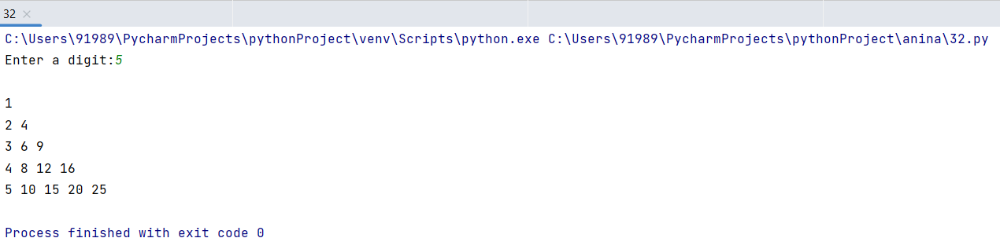 32
C:\Users\91989\PycharmProjects\pythonProject\venv\Scripts\python.exe C:\Users\91989\PycharmProjects\pythonProject\anina\32.py
Enter a digit:5
1
2 4
3 6 9
4 8 12 16
5 10 15 20 25
Process finished with exit code 0